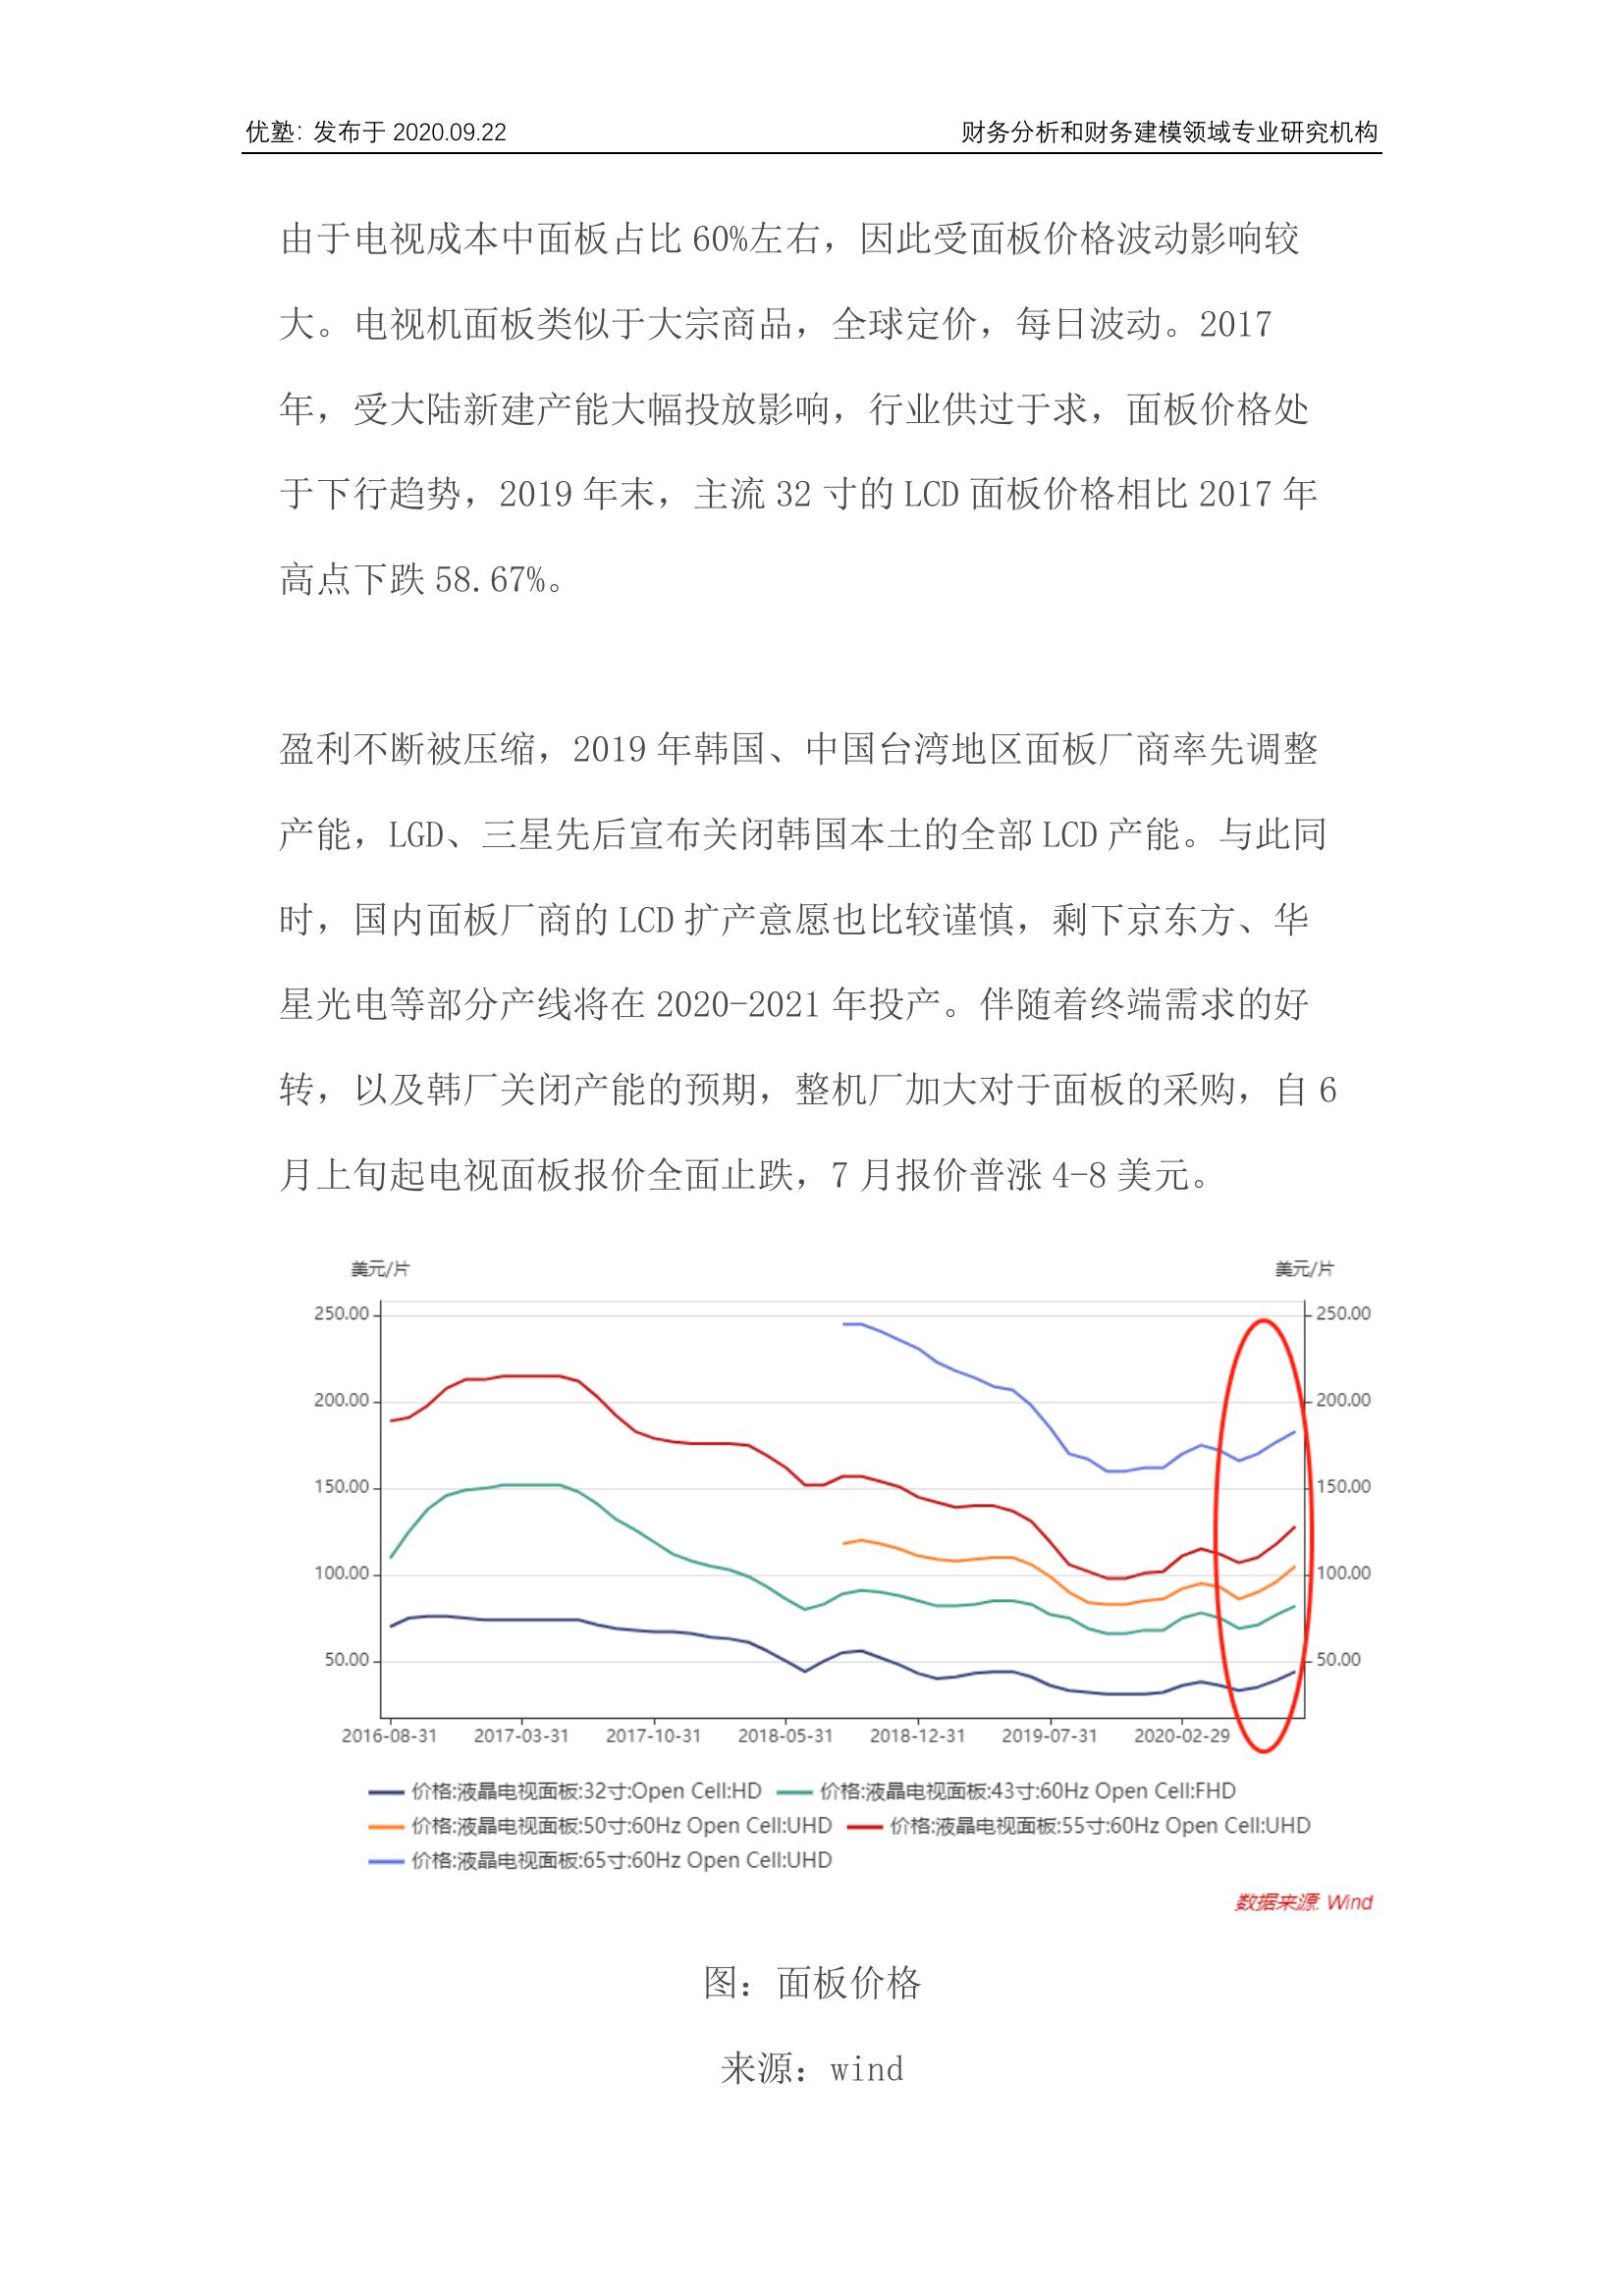 优塾：发布于 2020.09.22
财务分析和财务建模领域专业研究机构
由于电视成本中面板占比 60%左右，因此受面板价格波动影响较
大。电视机面板类似于大宗商品，全球定价，每日波动。2017
年，受大陆新建产能大幅投放影响，行业供过于求，面板价格处
于下行趋势，2019 年末，主流 32 寸的 LCD 面板价格相比 2017 年
高点下跌 58.67%。
盈利不断被压缩，2019 年韩国、中国台湾地区面板厂商率先调整
产能，LGD、三星先后宣布关闭韩国本土的全部 LCD 产能。与此同
时，国内面板厂商的 LCD 扩产意愿也比较谨慎，剩下京东方、华
星光电等部分产线将在 2020-2021 年投产。伴随着终端需求的好
转，以及韩厂关闭产能的预期，整机厂加大对于面板的采购，自 6
月上旬起电视面板报价全面止跌，7 月报价普涨 4-8 美元。
美元/片 美元/片
250.00 250.00
200.00 200.00
150.00 150.00
100.00 100.00
50.00 50.00
2016-08-31 2017-03-31 2017-10-31 2018-05-31 2018-12-31 2019-07-31 2020-02-29
价格:液晶电视面板:32寸:Open Cell:HD 价格:液晶电视面板:43寸:60Hz Open Cell:FHD
价格:液晶电视面板:50寸:60Hz Open Cell:UHD 价格:液晶电视面板:55寸:60Hz Open Cell:UHD
价格:液晶电视面板:65寸:60Hz Open Cell:UHD
数据来源: Wind
图：面板价格
来源：wind